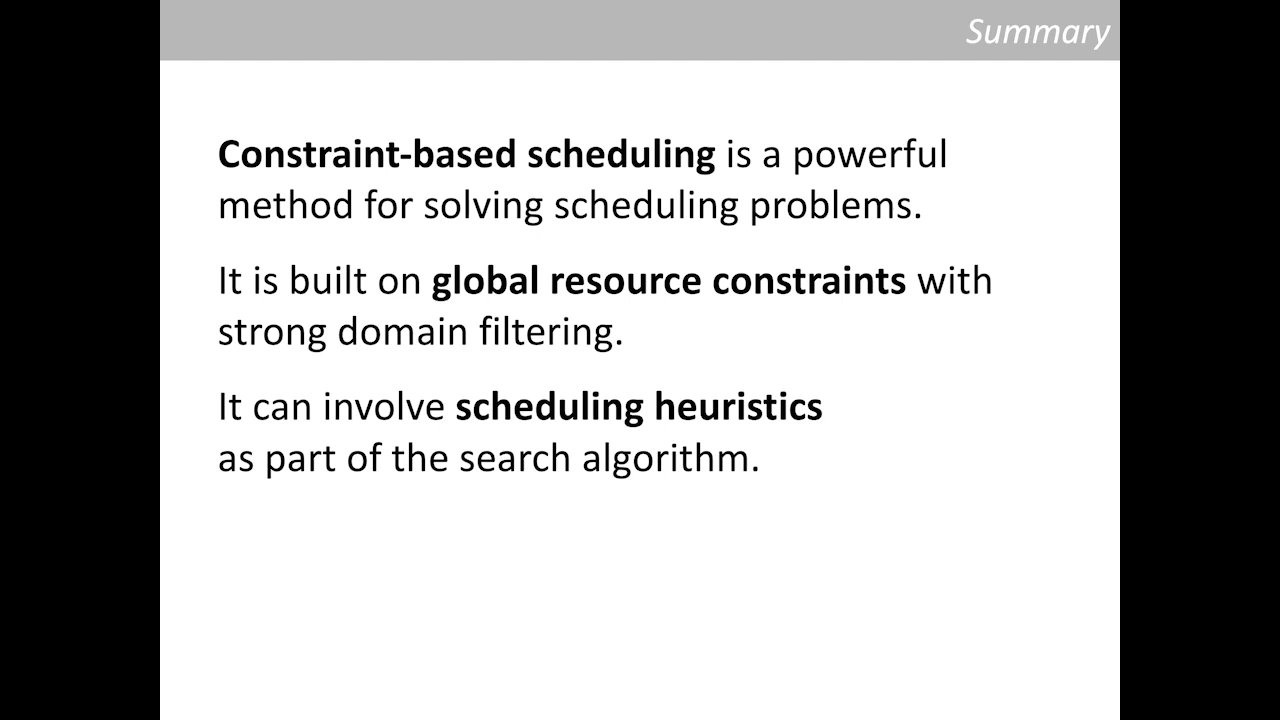 Summary
Constraint-based scheduling is a powerful
method for solving scheduling problems.
It is built on global resource constraints with
strong domain filtering.
It can involve scheduling heuristics
as part of the search algorithm.